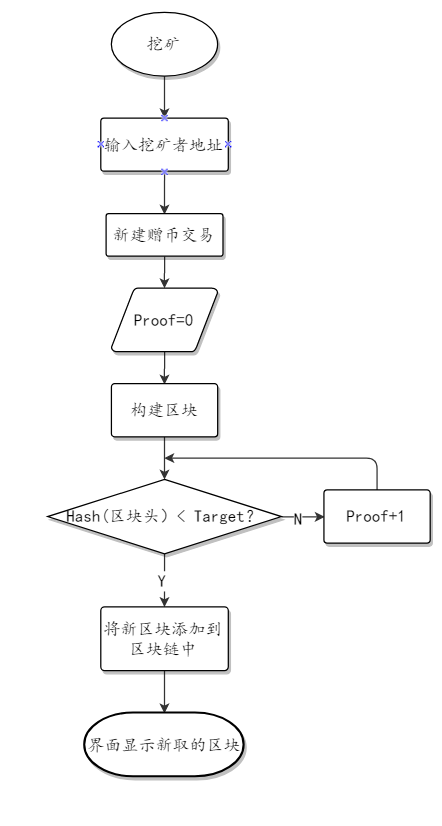 挖矿
输入挖矿者地址
新建赠币交易
Proof=0
构建区块
Hash(区块头) < Target?
N
Proof+1
Y
将新区块添加到
区块链中
界面显示新取的区块